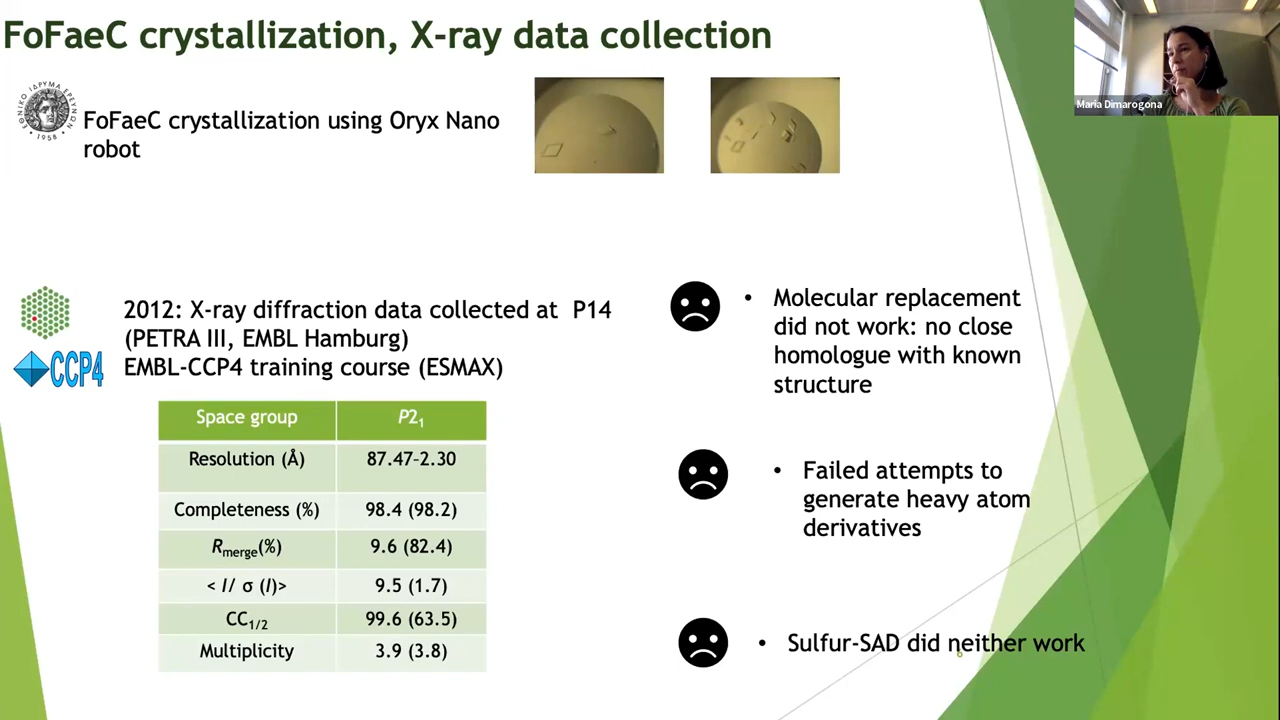 FoFaeC crystallization, X-ray data collection
Maria Dimarogona
ΕΘΝΙΚΟ ΙΔΡΥΜΑ ΕΡΕΥΝΩΝ
1958
FoFaeC crystallization using Oryx Nano
robot
2012: X-ray diffraction data collected at P14
(PETRA III, EMBL Hamburg)
EMBL-CCP4 training course (ESMAX)
CCP4
Space group P2₁
Resolution (Å) 87.47–2.30
Completeness (%) 98.4 (98.2)
Rmerge(%) 9.6 (82.4)
< I/ σ (I)> 9.5 (1.7)
CC1/2 99.6 (63.5)
Multiplicity 3.9 (3.8)
• Molecular replacement
did not work: no close
homologue with known
structure
• Failed attempts to
generate heavy atom
derivatives
• Sulfur-SAD did neither work